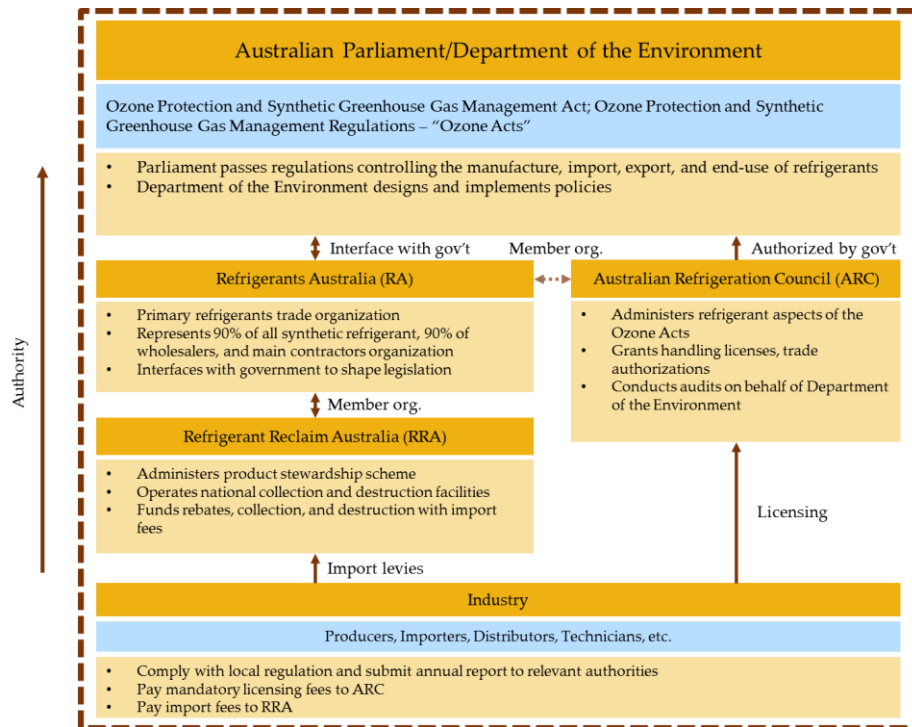 Australian Parliament/Department of the Environment
Ozone Protection and Synthetic Greenhouse Gas Management Act; Ozone Protection and Synthetic
Greenhouse Gas Management Regulations – “Ozone Acts”
• Parliament passes regulations controlling the manufacture, import, export, and end-use of refrigerants
• Department of the Environment designs and implements policies
Interface with gov’t
Member org.
Authorized by gov’t
Refrigerants Australia (RA)
• Primary refrigerants trade organization
• Represents 90% of all synthetic refrigerant, 90% of
wholesalers, and main contractors organization
• Interfaces with government to shape legislation
Australian Refrigeration Council (ARC)
• Administers refrigerant aspects of the
Ozone Acts
• Grants handling licenses, trade
authorizations
• Conducts audits on behalf of Department
of the Environment
Authority
Member org.
Refrigerant Reclaim Australia (RRA)
• Administers product stewardship scheme
• Operates national collection and destruction facilities
• Funds rebates, collection, and destruction with import
fees
Licensing
Import levies
Industry
Producers, Importers, Distributors, Technicians, etc.
• Comply with local regulation and submit annual report to relevant authorities
• Pay mandatory licensing fees to ARC
• Pay import fees to RRA